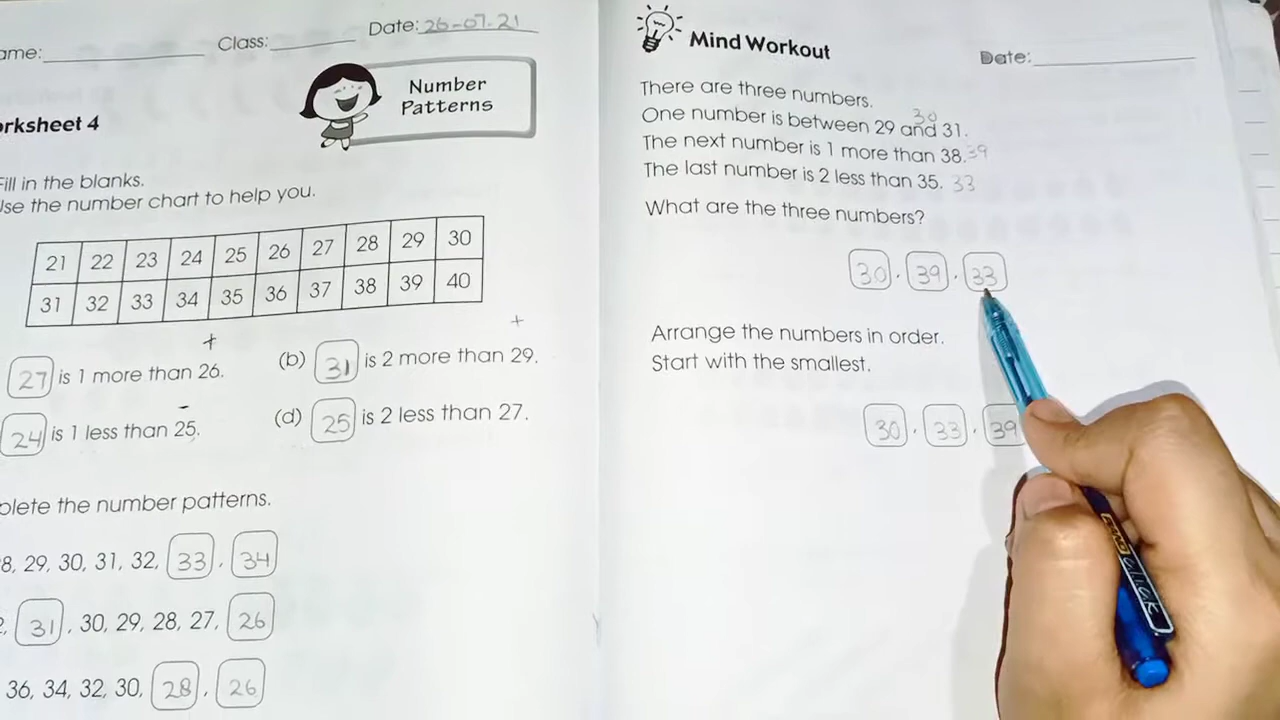 Class:
Date: 26-07-21
Number
Patterns
Worksheet 4
Fill in the blanks.
Use the number chart to help you.
21 22 23 24 25 26 27 28 29 30
31 32 33 34 35 36 37 38 39 40
+ +
27 is 1 more than 26.
(b) 31 is 2 more than 29.
-
24 is 1 less than 25.
(d) 25 is 2 less than 27.
numbers patterns.
29, 30, 31, 32, 33, 34
31, 30, 29, 28, 27, 26
36, 34, 32, 30, 28, 26
Mind Workout
Date:
There are three numbers.
30
One number is between 29 and 31.
The next number is 1 more than 38. 39
The last number is 2 less than 35. 33
What are the three numbers?
30, 39, 33
Arrange the numbers in order.
Start with the smallest.
30, 33, 39
click